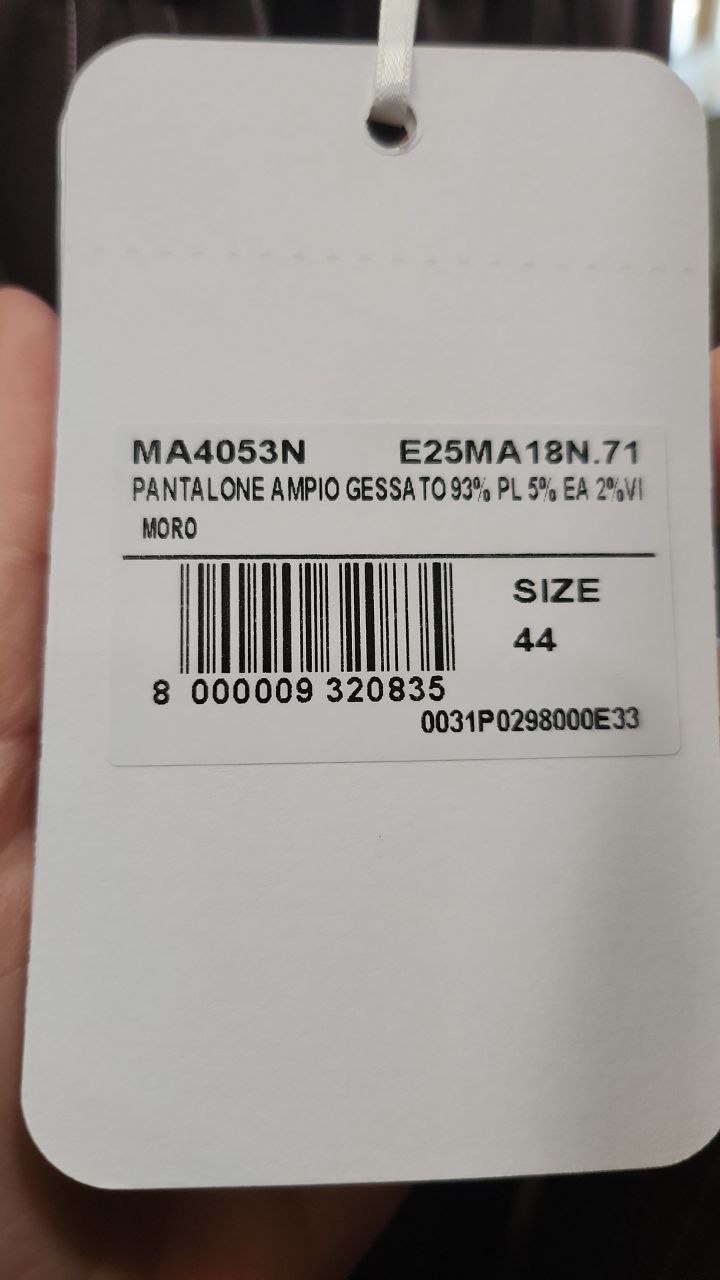 MA4053N E25MA18N.71
PANTALONE AMPIO GESSATO 93% PL 5% EA 2%VI
MORO
SIZE
44
8 000009 320835
0031P0298000E33